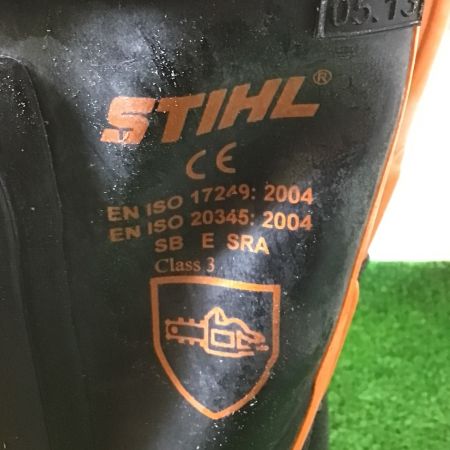 05.13
STIHL®
CE
EN ISO 17249: 2004
EN ISO 20345: 2004
SB E SRA
Class 3